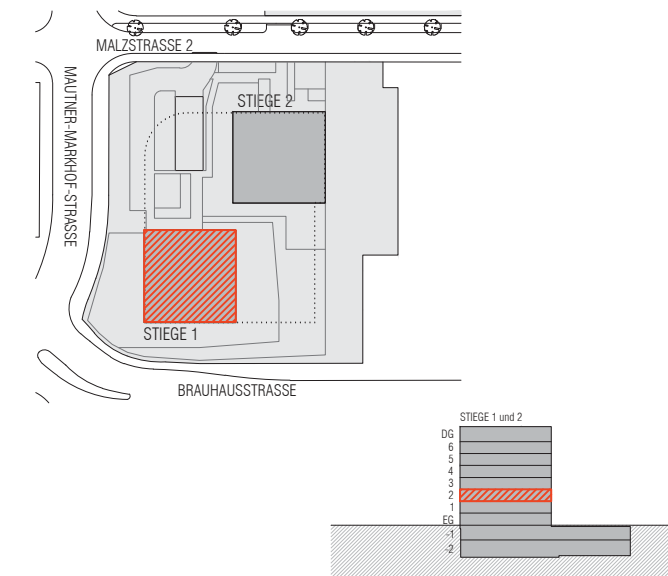 MALZSTRASSE 2
MAUTNER-MARKHOF-STRASSE
STIEGE 2
STIEGE 1
BRAUHAUSSTRASSE
STIEGE 1 und 2
DG
6
5
4
3
2
1
EG
-1
-2